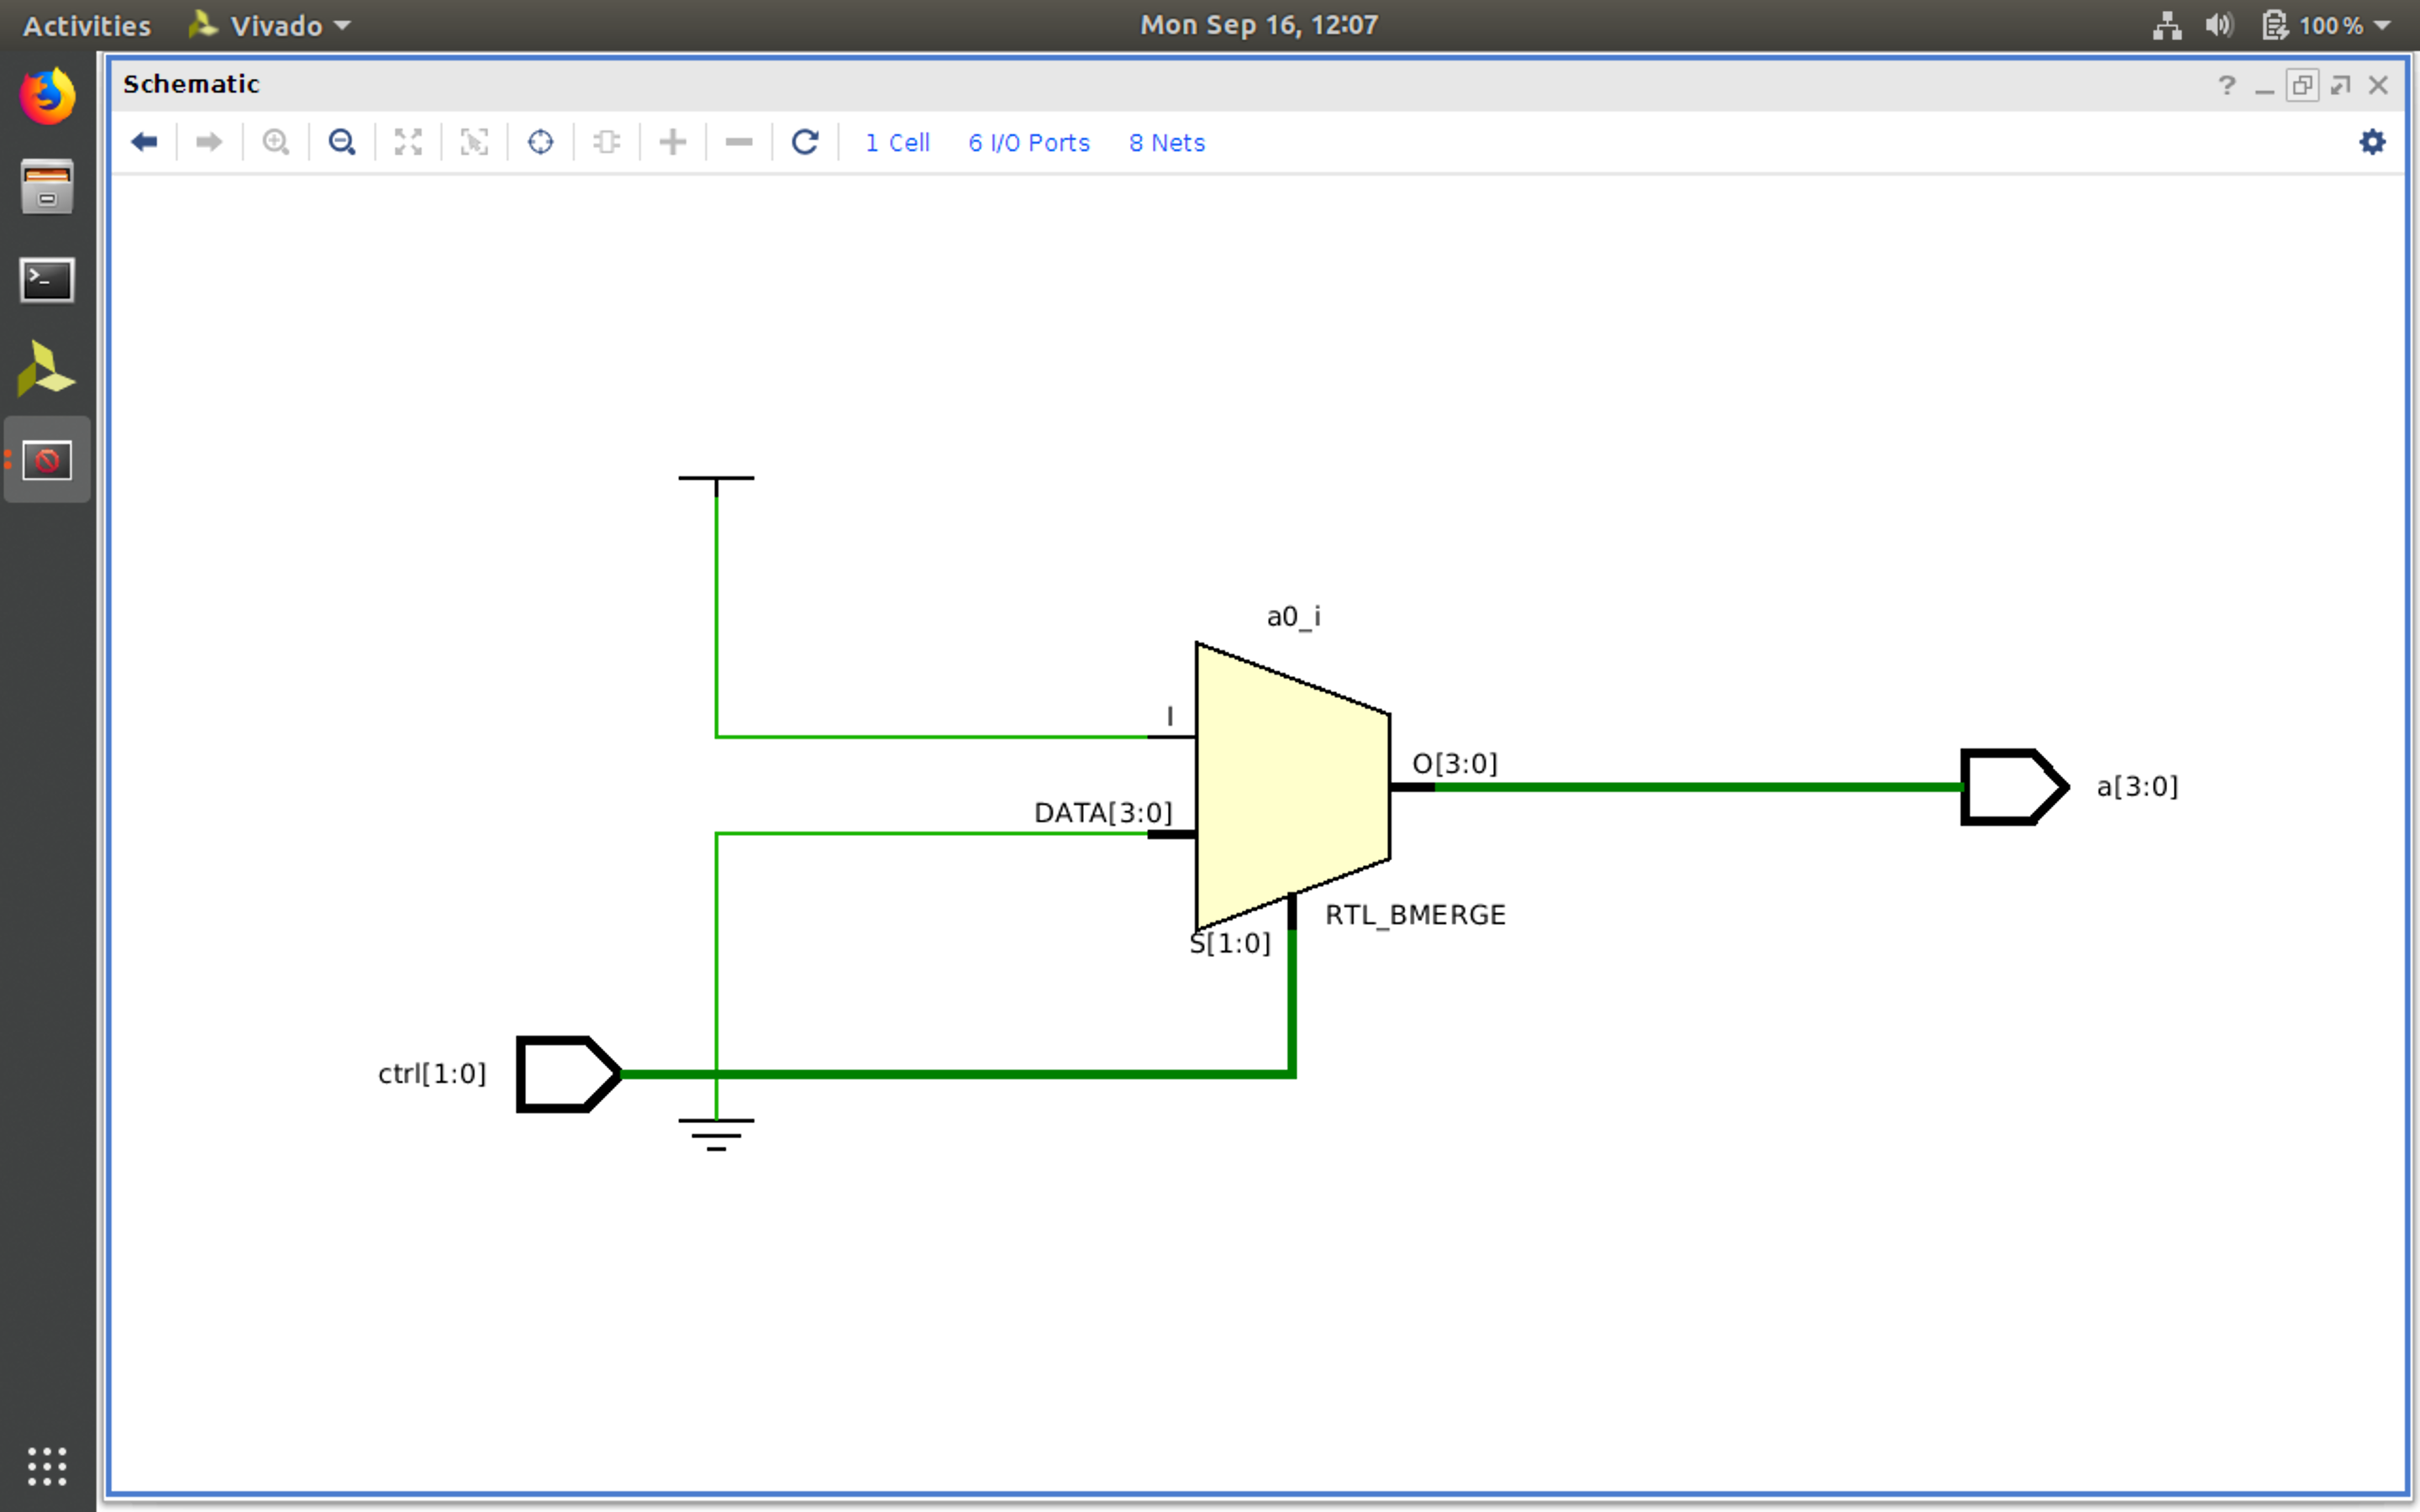 Activities Vivado Mon Sep 16, 12:07 100%
Schematic
1 Cell 6 I/O Ports 8 Nets
a0_i
I
O[3:0]
a[3:0]
DATA[3:0]
RTL_BMERGE
S[1:0]
ctrl[1:0]